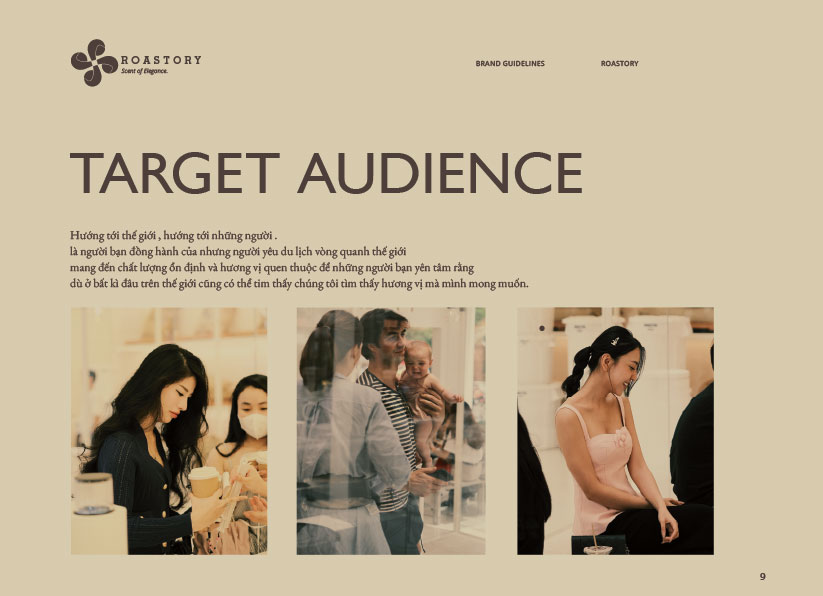 ROASTORY
Scent of Elegance.
BRAND GUIDELINES
ROASTORY
TARGET AUDIENCE
Hướng tới thế giới , hướng tới những người .
là người bạn đồng hành của nhưng người yêu du lịch vòng quanh thế giới
mang đến chất lượng ổn định và hương vị quen thuộc để những người bạn yên tâm rằng
dù ở bất kì đâu trên thế giới cũng có thể tim thấy chúng tôi tìm thấy hương vị mà mình mong muốn.
9